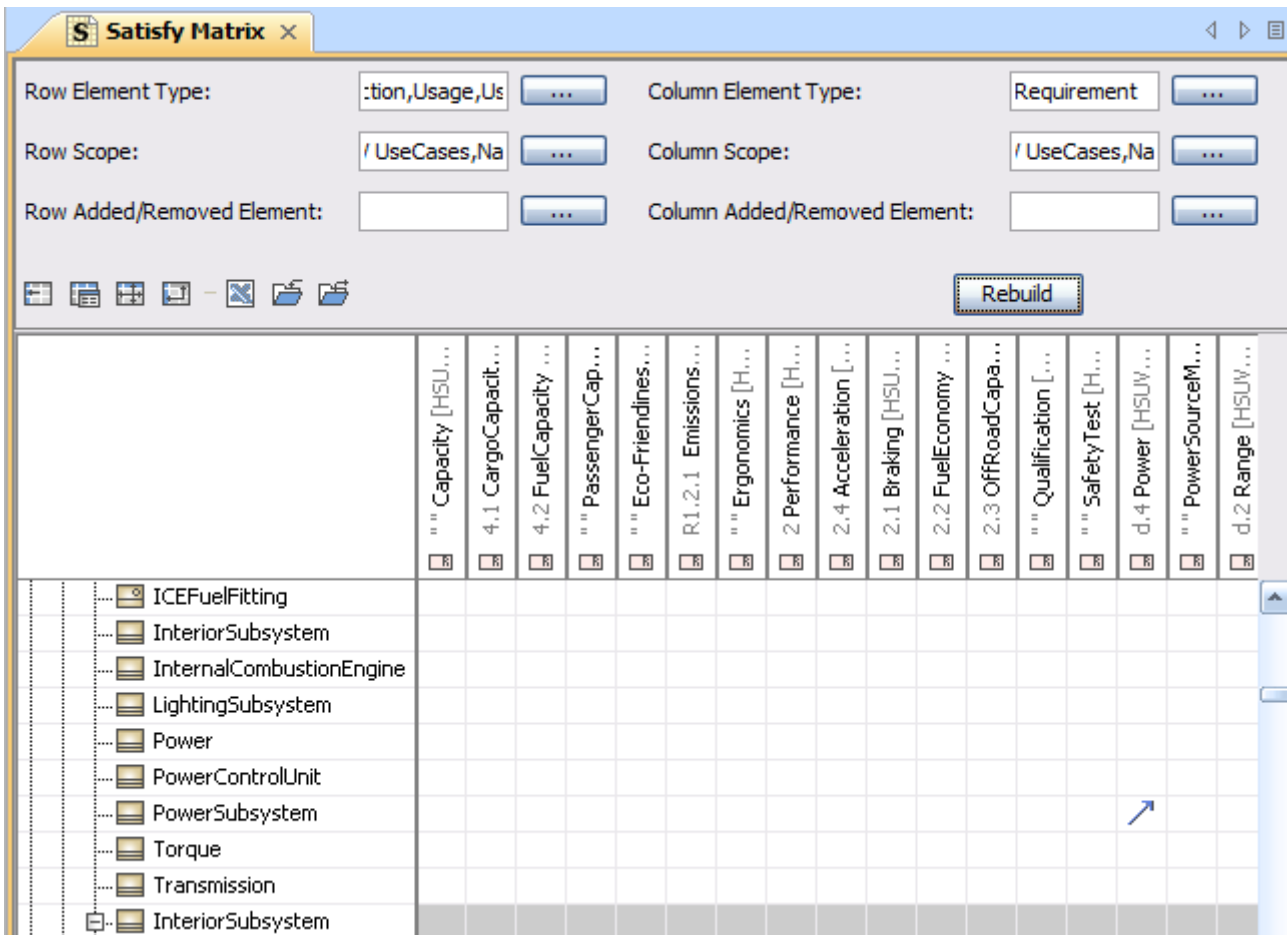 S Satisfy Matrix
Row Element Type: :tion,Usage,Us ... Column Element Type: Requirement ...
Row Scope: / UseCases,Na ... Column Scope: / UseCases,Na ...
Row Added/Removed Element: ... Column Added/Removed Element: ...
Rebuild
" " Capacity [HSU...
4.1 CargoCapacit...
4.2 FuelCapacity ...
" " PassengerCap...
" " Eco-Friendlines...
R1.2.1 Emissions...
" " Ergonomics [H...
2 Performance [H...
2.4 Acceleration [...
2.1 Braking [HSU...
2.2 FuelEconomy ...
2.3 OffRoadCapa...
" " Qualification [...
" " SafetyTest [H...
d.4 Power [HSUV...
" " PowerSourceM...
d.2 Range [HSUV...
ICEFuelFitting
InteriorSubsystem
InternalCombustionEngine
LightingSubsystem
Power
PowerControlUnit
PowerSubsystem
Torque
Transmission
InteriorSubsystem